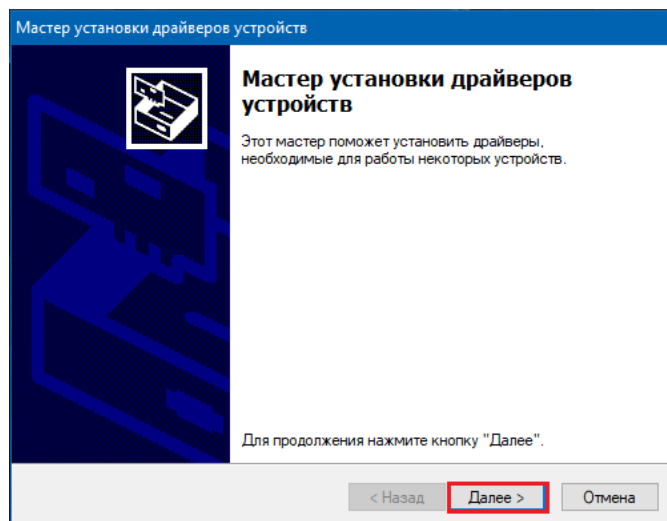 Мастер установки драйверов устройств
Мастер установки драйверов
устройств
Этот мастер поможет установить драйверы,
необходимые для работы некоторых устройств.
Для продолжения нажмите кнопку "Далее".
< Назад
Далее >
Отмена